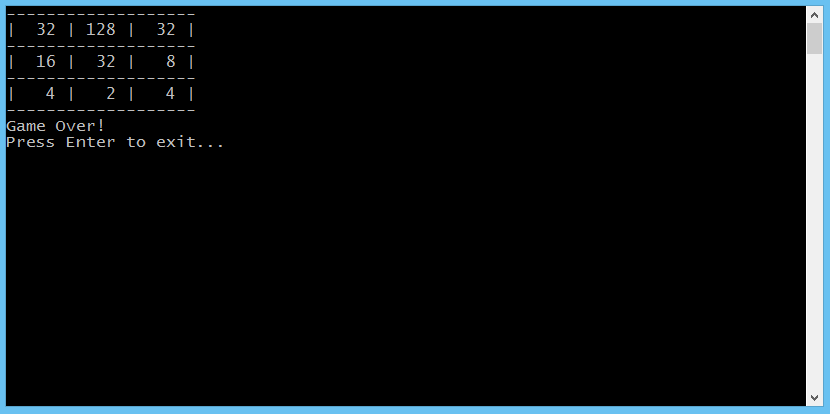 -------------------
|  32 | 128 |  32 |
-------------------
|  16 |  32 |   8 |
-------------------
|   4 |   2 |   4 |
-------------------
Game Over!
Press Enter to exit...